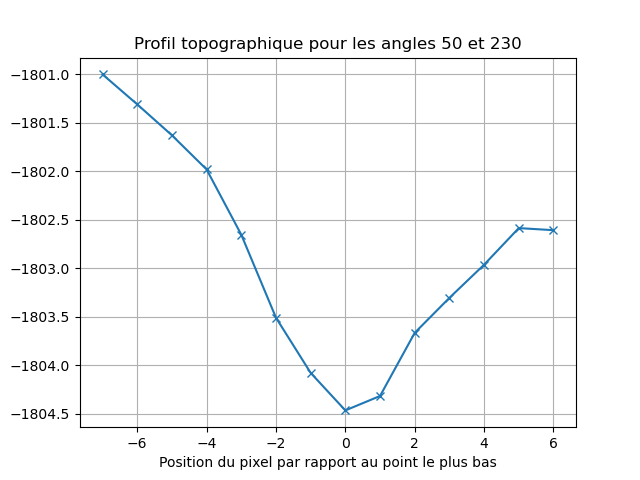 Profil topographique pour les angles 50 et 230
−1801.0
−1801.5
−1802.0
−1802.5
−1803.0
−1803.5
−1804.0
−1804.5
−6 −4 −2 0 2 4 6
Position du pixel par rapport au point le plus bas